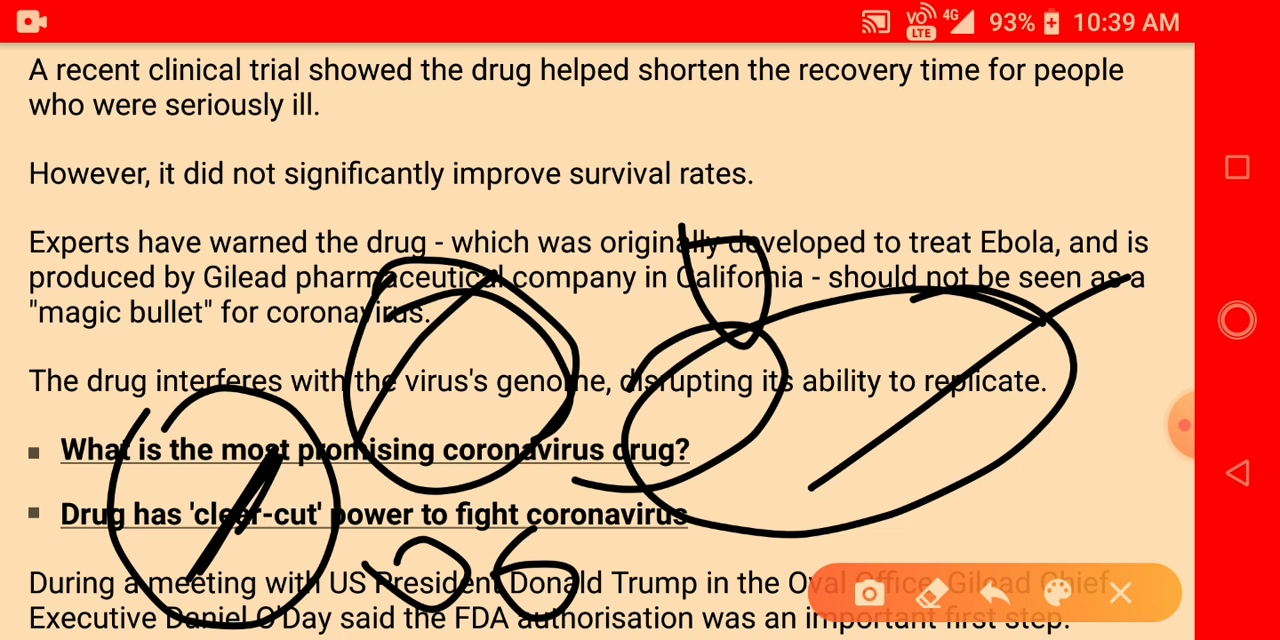 VO LTE 4G 93% 10:39 AM
A recent clinical trial showed the drug helped shorten the recovery time for people
who were seriously ill.
However, it did not significantly improve survival rates.
Experts have warned the drug - which was originally developed to treat Ebola, and is
produced by Gilead pharmaceutical company in California - should not be seen as a
"magic bullet" for coronavirus.
The drug interferes with the virus's genome, disrupting its ability to replicate.
What is the most promising coronavirus drug?
Drug has 'clear-cut' power to fight coronavirus
During a meeting with US President Donald Trump in the Oval Office, Gilead Chief
Executive Daniel O'Day said the FDA authorisation was an important first step.